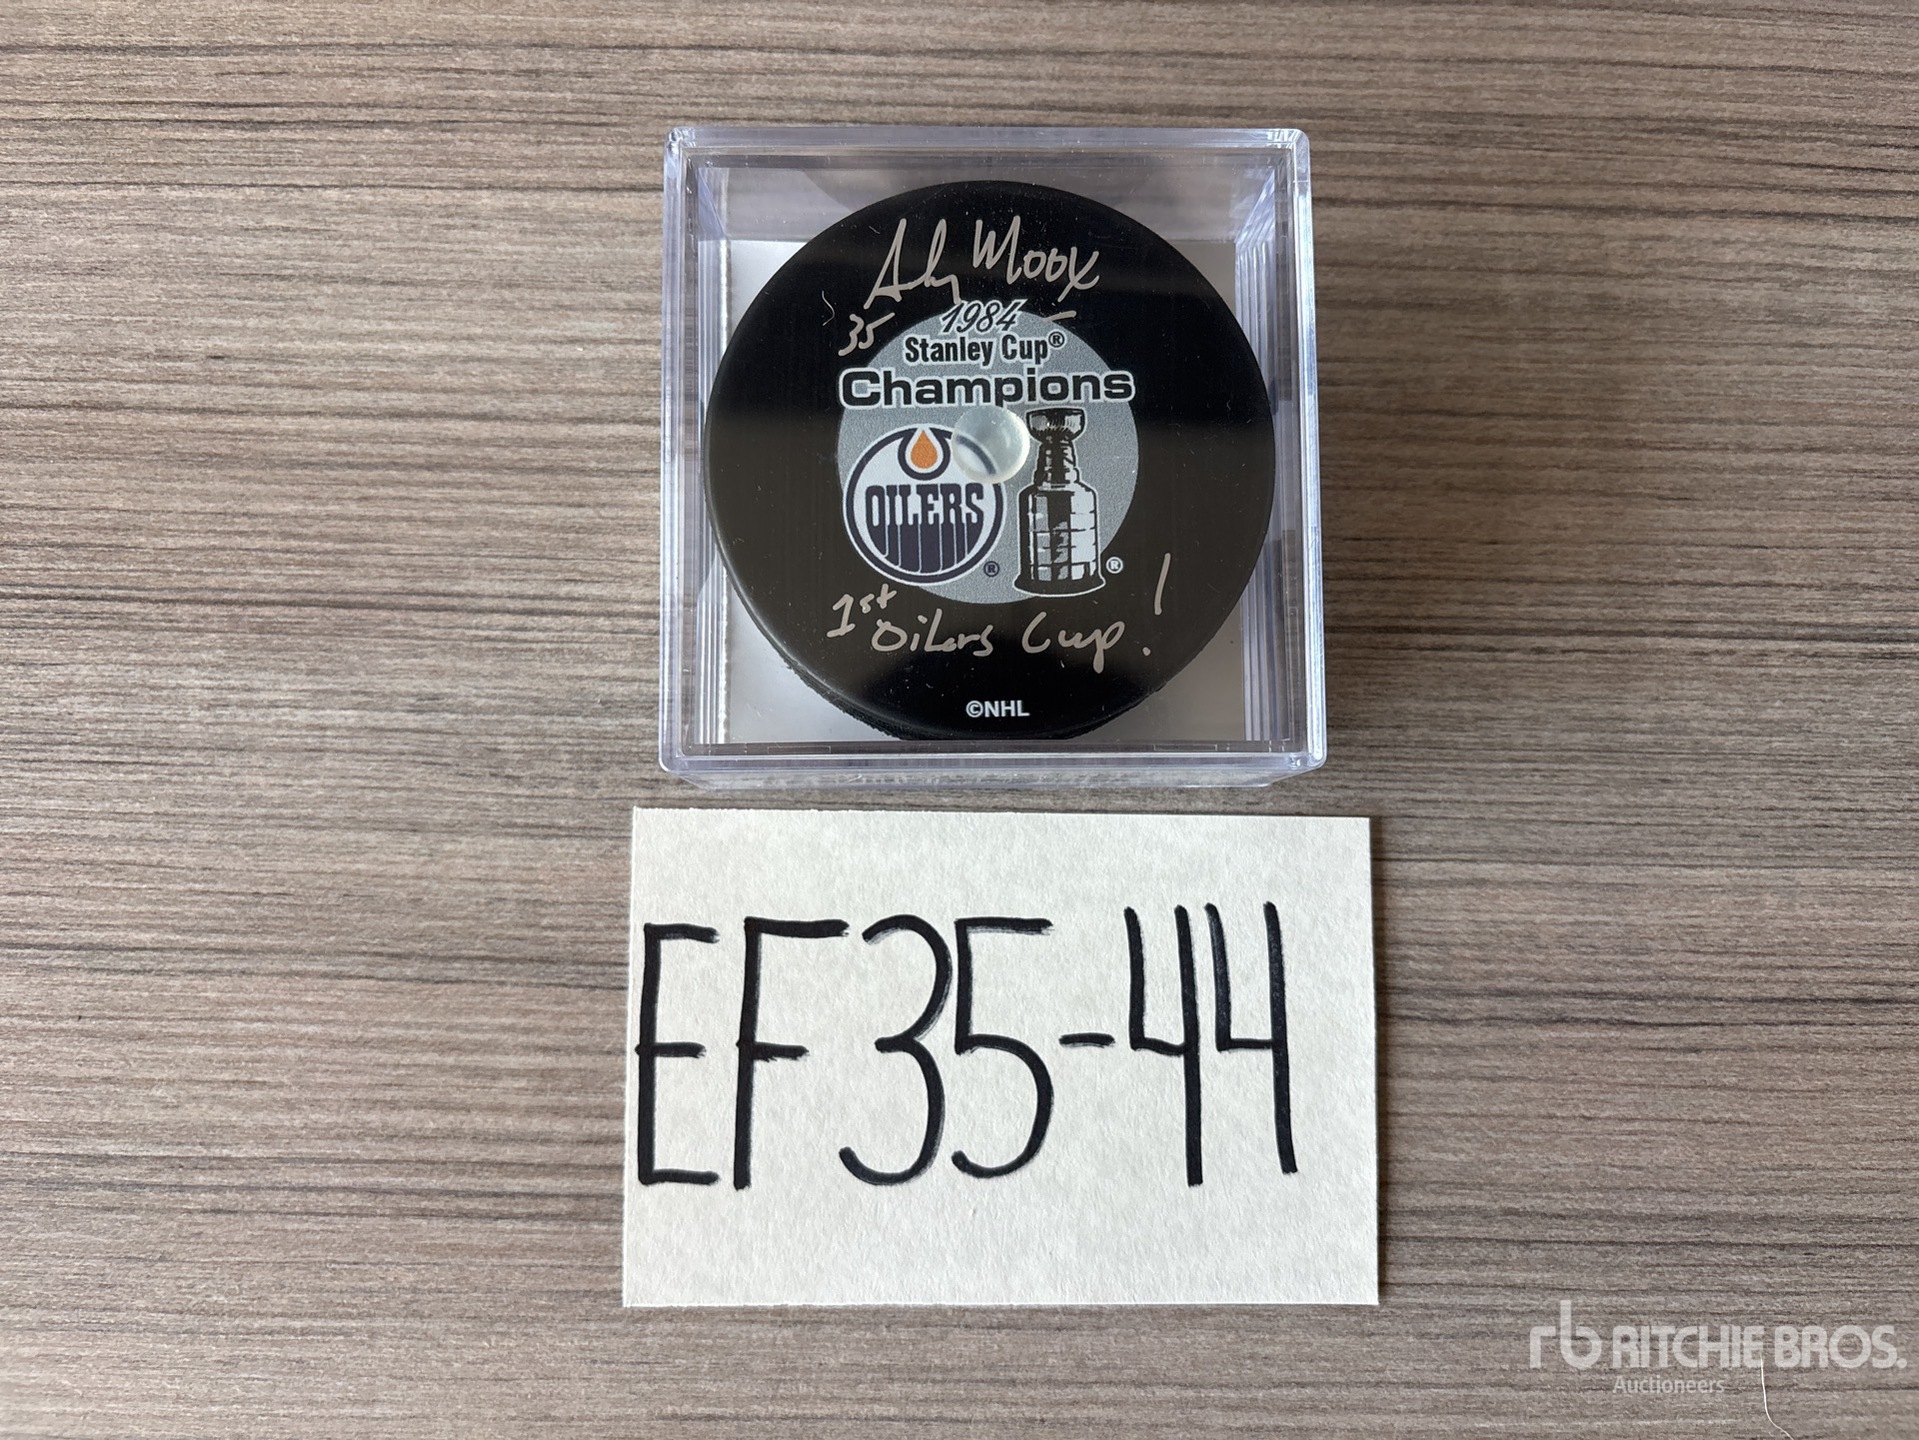 Andy Moog
35
1984
Stanley Cup®
Champions
OILERS
® ®
1st
Oilers Cup!
©NHL
EF35-44
rb RITCHIE BROS.
Auctioneers